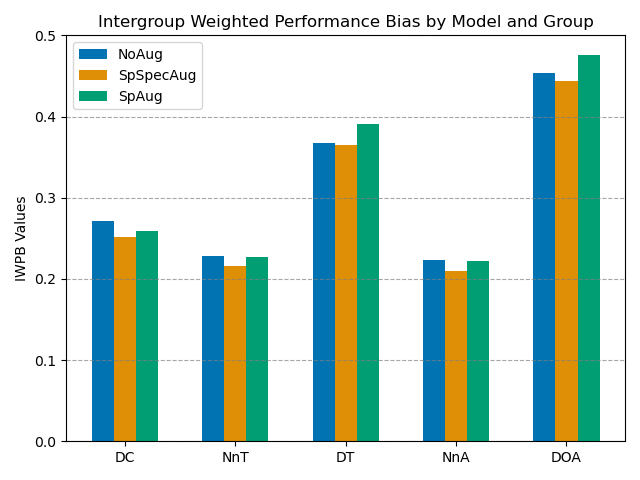 Intergroup Weighted Performance Bias by Model and Group
NoAug
SpSpecAug
SpAug
IWPB Values
0.5
0.4
0.3
0.2
0.1
0.0
DC NnT DT NnA DOA